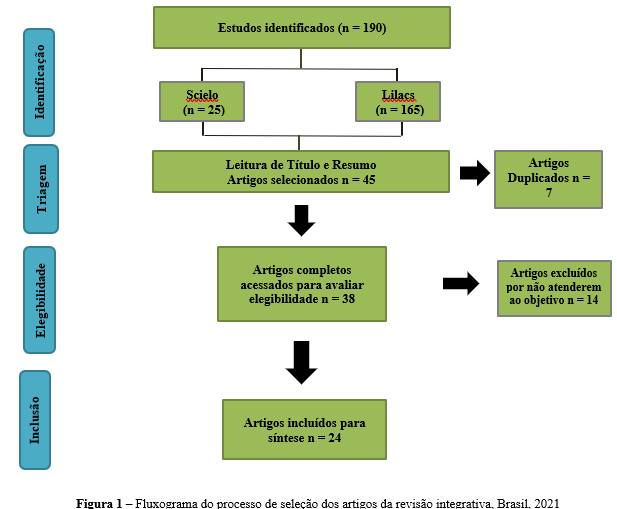 Identificação
Estudos identificados (n = 190)
Scielo
(n = 25)
Lilacs
(n = 165)
Triagem
Leitura de Título e Resumo
Artigos selecionados n = 45
Artigos
Duplicados n =
7
Elegibilidade
Artigos completos
acessados para avaliar
elegibilidade n = 38
Artigos excluídos
por não atenderem
ao objetivo n = 14
Inclusão
Artigos incluídos para
síntese n = 24
Figura 1 – Fluxograma do processo de seleção dos artigos da revisão integrativa, Brasil, 2021